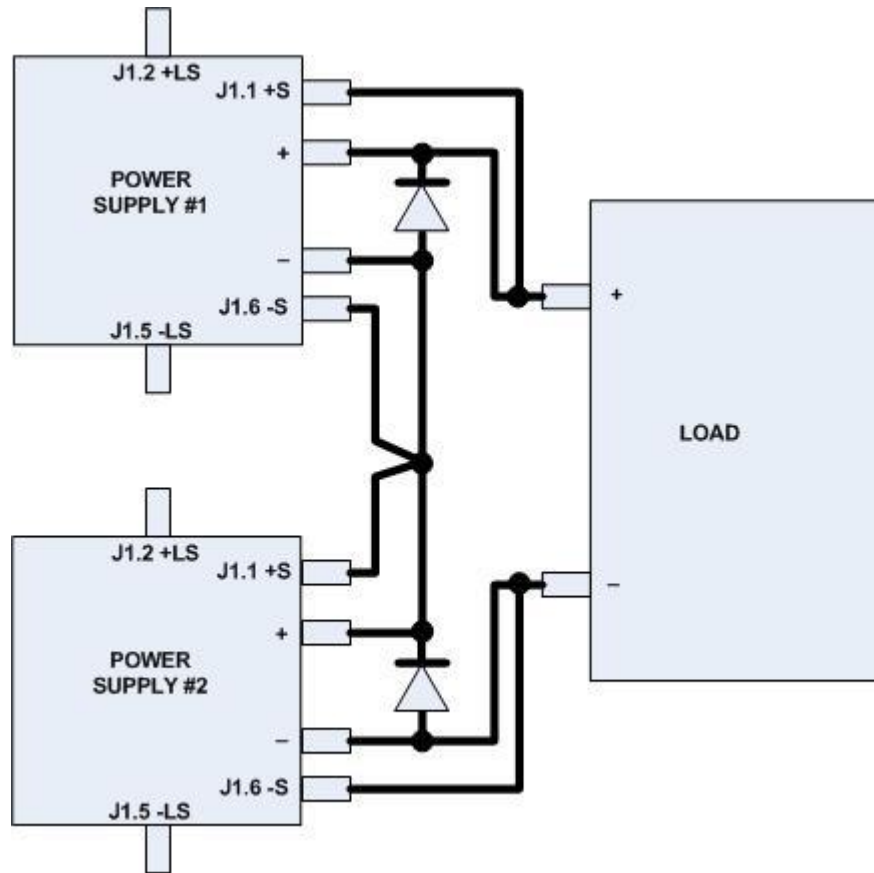 J1.2 +LS
J1.1 +S
+
POWER
SUPPLY #1
–
J1.6 -S
J1.5 -LS
+
LOAD
–
J1.2 +LS
J1.1 +S
+
POWER
SUPPLY #2
–
J1.6 -S
J1.5 -LS